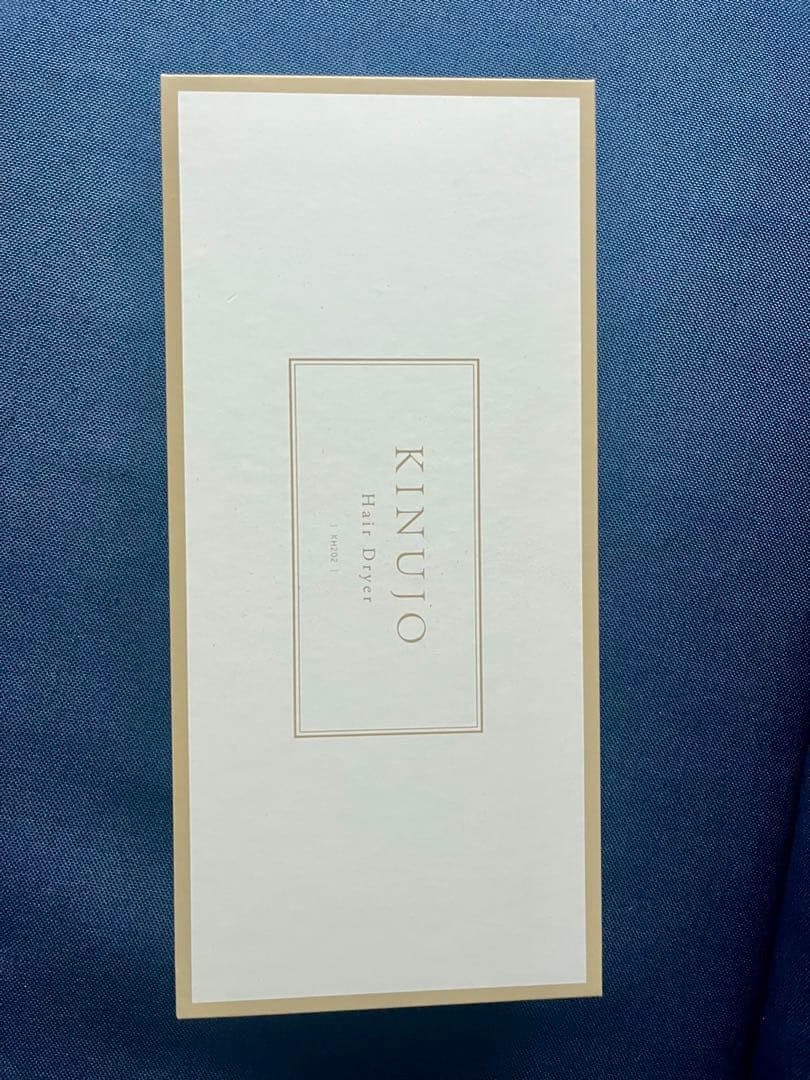 KINUJO
Hair Dryer
| KH202 |